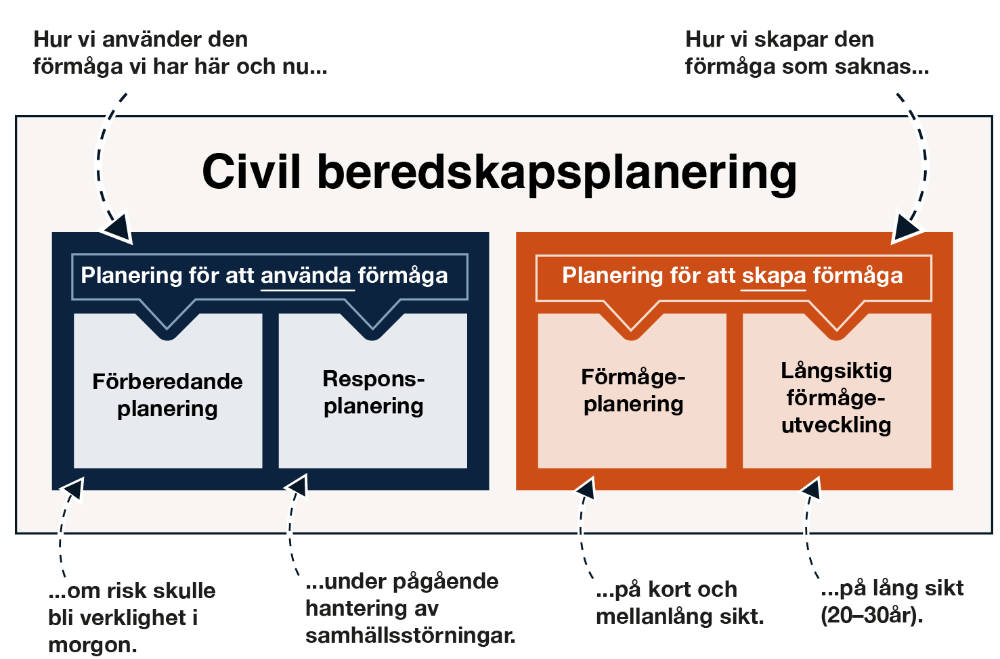 Hur vi använder den
förmåga vi har här och nu...
Hur vi skapar den
förmåga som saknas...
Civil beredskapsplanering
Planering för att använda förmåga
Förberedande
planering
Respons-
planering
Planering för att skapa förmåga
Förmåge-
planering
Långsiktig
förmåge-
utveckling
...om risk skulle
bli verklighet i
morgon.
...under pågående
hantering av
samhällsstörningar.
...på kort och
mellanlång sikt.
...på lång sikt
(20–30år).